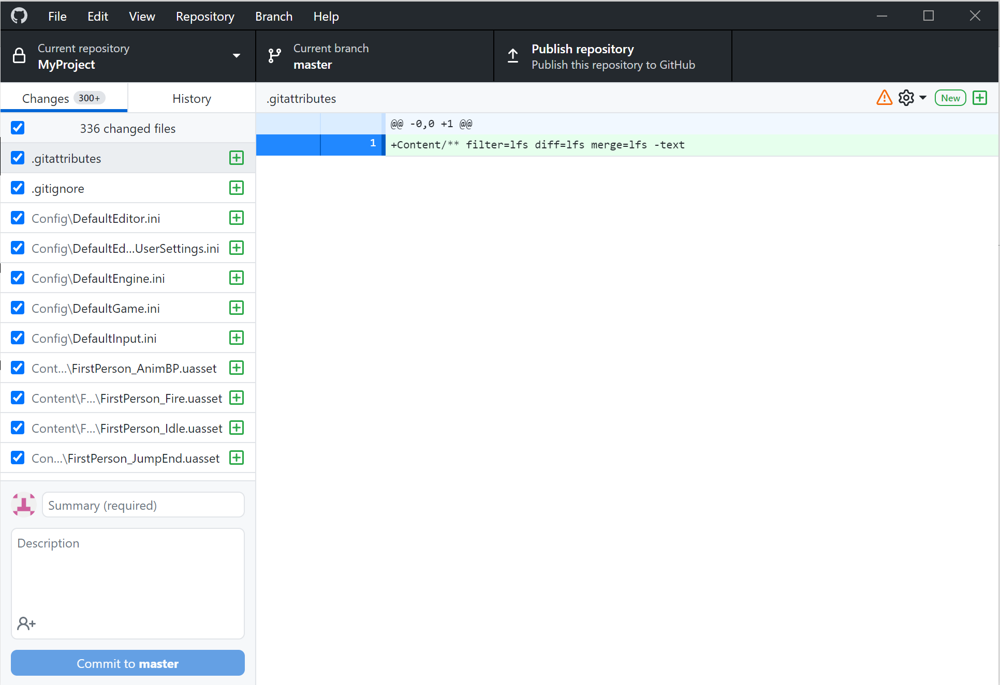 File Edit View Repository Branch Help
Current repository
MyProject
Current branch
master
Publish repository
Publish this repository to GitHub
Changes 300+
History
.gitattributes
New
336 changed files
@@ -0,0 +1 @@
1 +Content/** filter=lfs diff=lfs merge=lfs -text
.gitattributes
.gitignore
Config\DefaultEditor.ini
Config\DefaultEd...UserSettings.ini
Config\DefaultEngine.ini
Config\DefaultGame.ini
Config\DefaultInput.ini
Cont...\FirstPerson_AnimBP.uasset
Content\F...\FirstPerson_Fire.uasset
Content\F...\FirstPerson_Idle.uasset
Con...\FirstPerson_JumpEnd.uasset
Summary (required)
Description
Commit to master